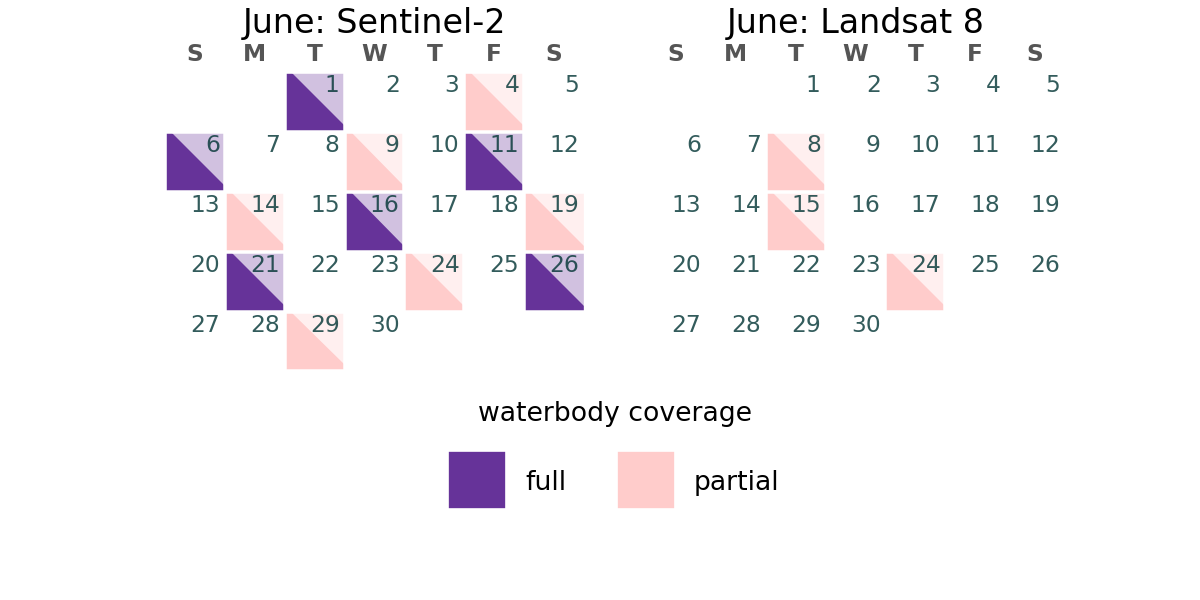 June: Sentinel-2
S M T W T F S
1 2 3 4 5
6 7 8 9 10 11 12
13 14 15 16 17 18 19
20 21 22 23 24 25 26
27 28 29 30
June: Landsat 8
S M T W T F S
1 2 3 4 5
6 7 8 9 10 11 12
13 14 15 16 17 18 19
20 21 22 23 24 25 26
27 28 29 30
waterbody coverage
full partial